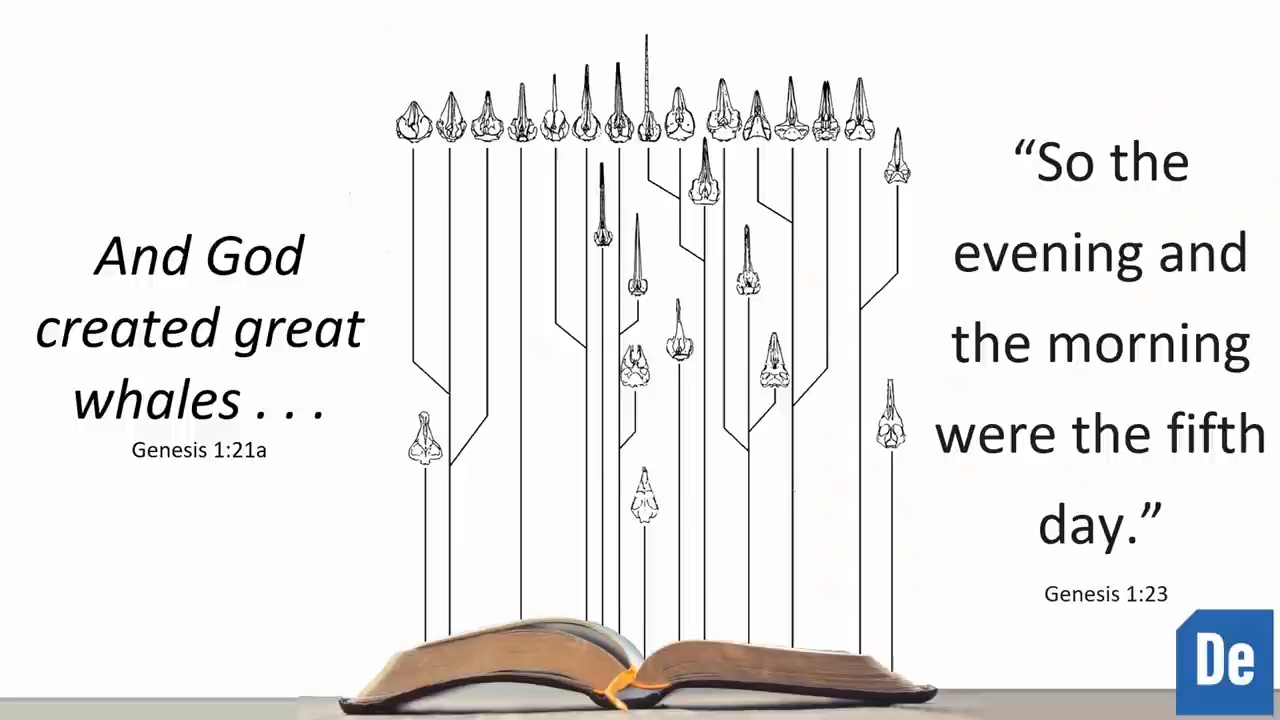 And God
created great
whales . . .
Genesis 1:21a
“So the
evening and
the morning
were the fifth
day.”
Genesis 1:23
De